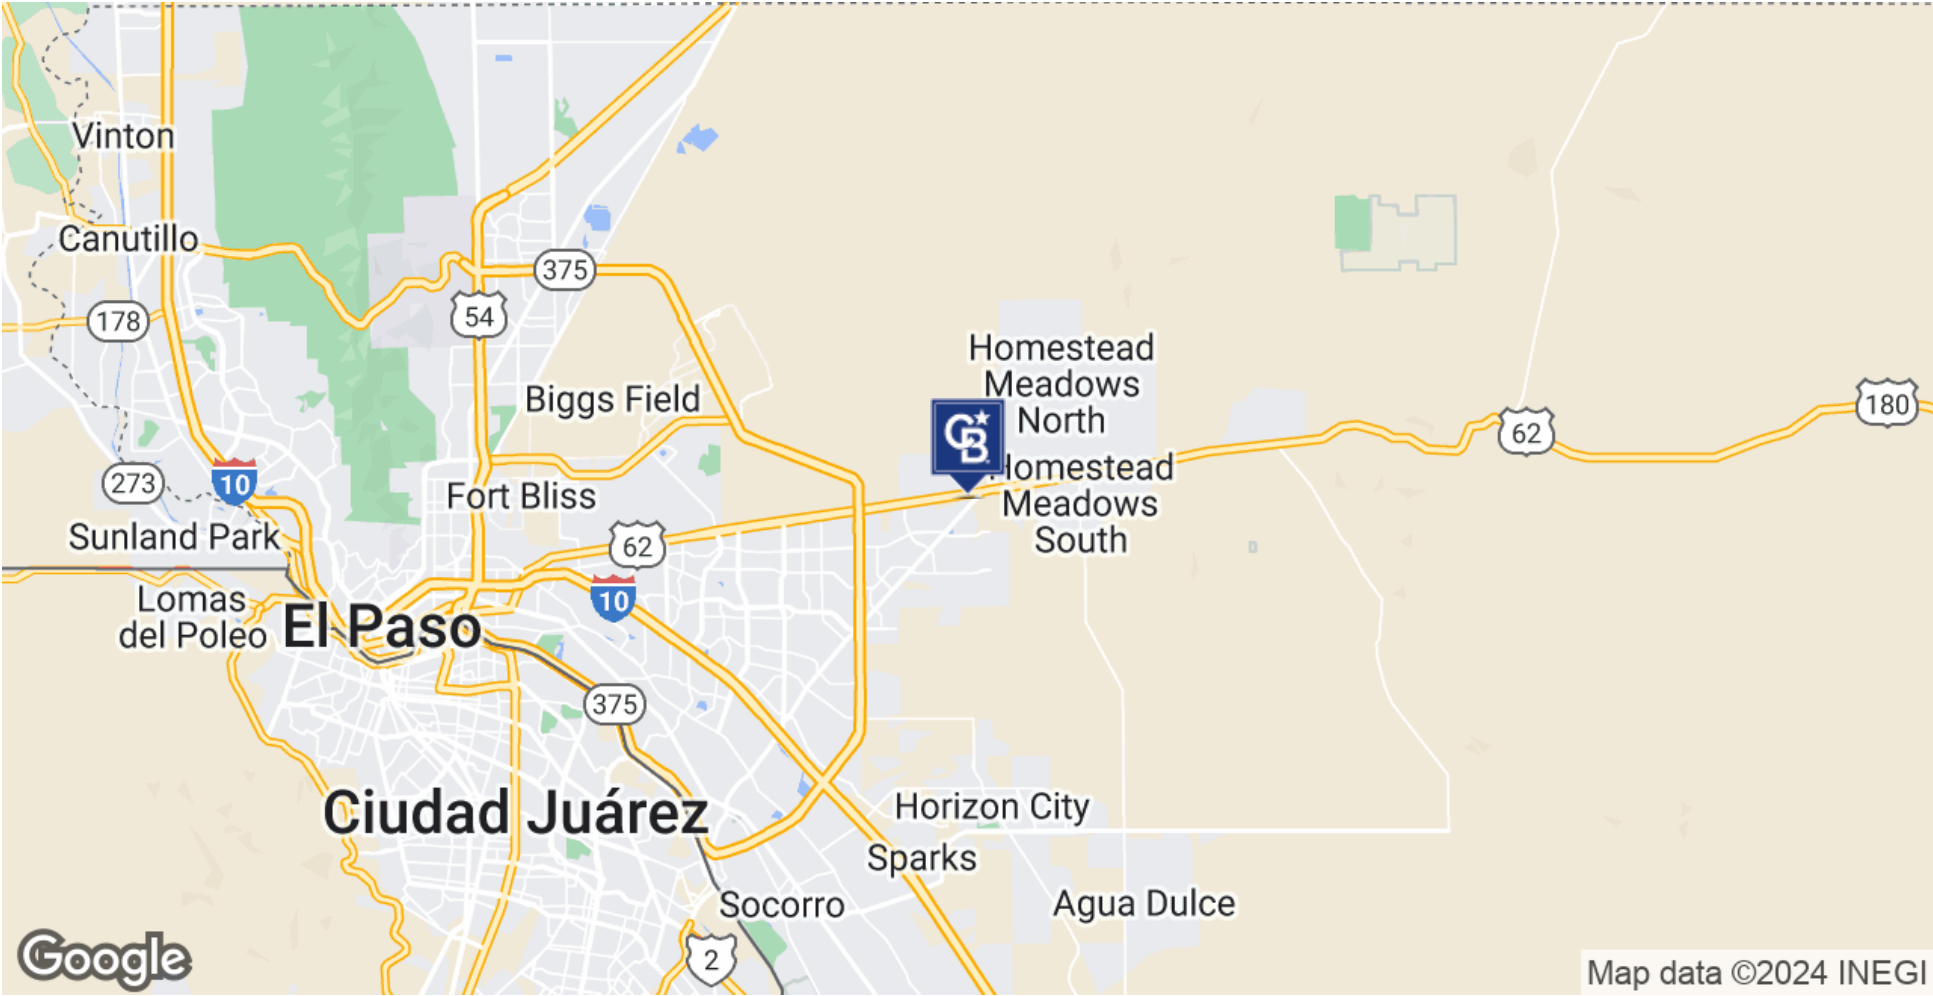 Vinton
Canutillo
375
178
54
Homestead
Meadows
North
Biggs Field
180
62
GB
Homestead
Meadows
South
273
10
Fort Bliss
Sunland Park
62
10
Lomas
del Poleo
El Paso
375
Ciudad Juárez
Horizon City
Sparks
Socorro
Agua Dulce
2
Google
Map data ©2024 INEGI